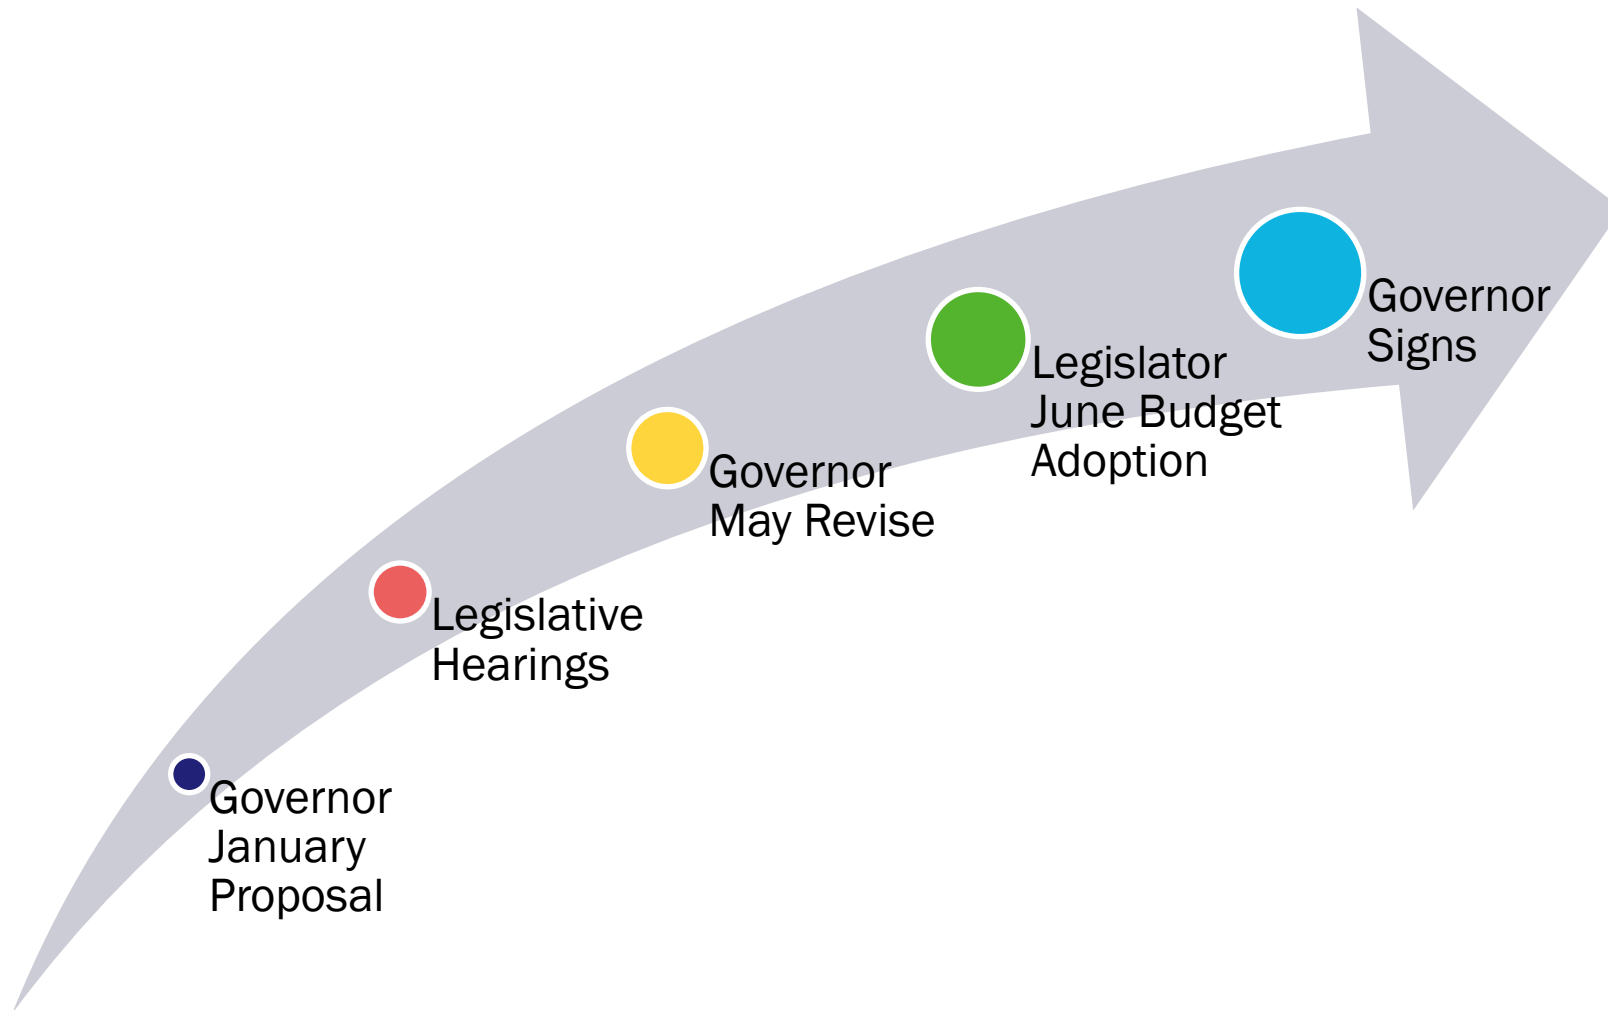 Governor
January
Proposal
Legislative
Hearings
Governor
May Revise
Legislator
June Budget
Adoption
Governor
Signs